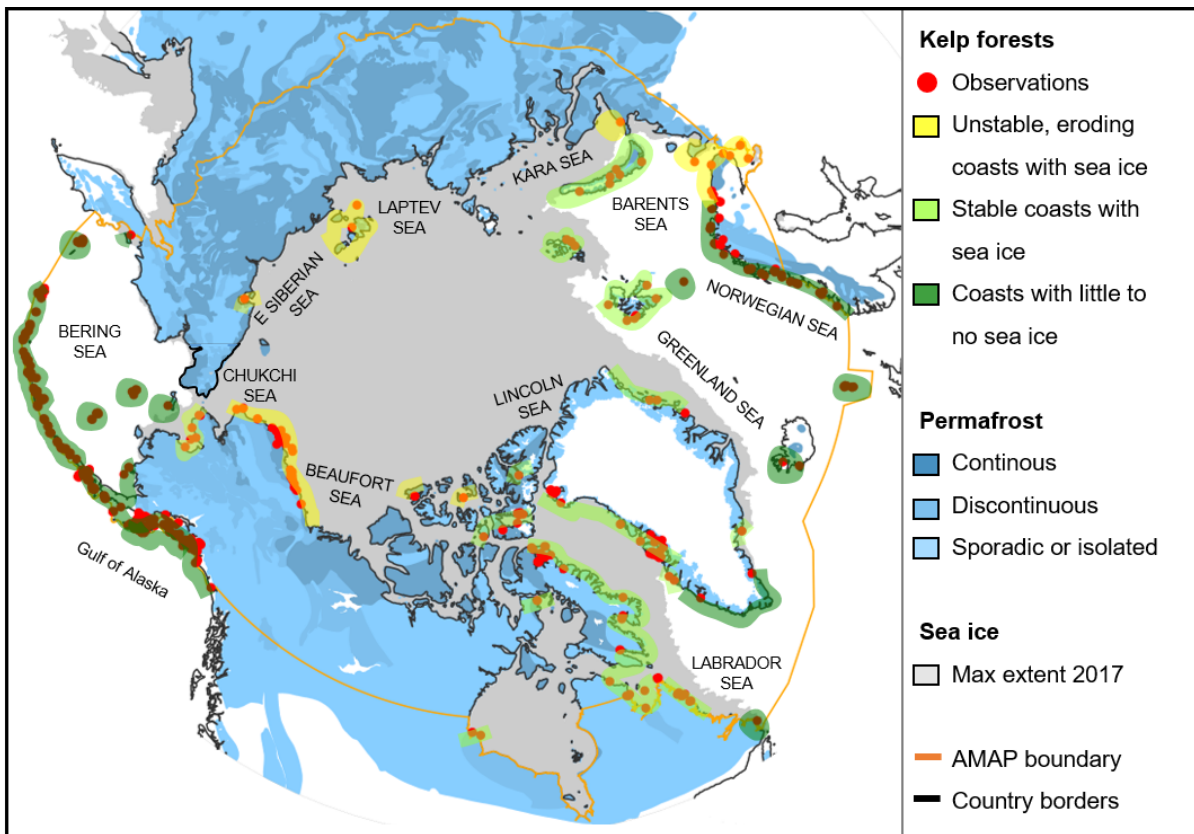 KARA SEA
LAPTEV
SEA
BARENTS
SEA
E SIBERIAN
SEA
NORWEGIAN SEA
BERING
SEA
GREENLAND SEA
CHUKCHI
SEA
LINCOLN
SEA
BEAUFORT
SEA
Gulf of Alaska
LABRADOR
SEA
Kelp forests
Observations
Unstable, eroding
coasts with sea ice
Stable coasts with
sea ice
Coasts with little to
no sea ice
Permafrost
Continous
Discontinuous
Sporadic or isolated
Sea ice
Max extent 2017
AMAP boundary
Country borders